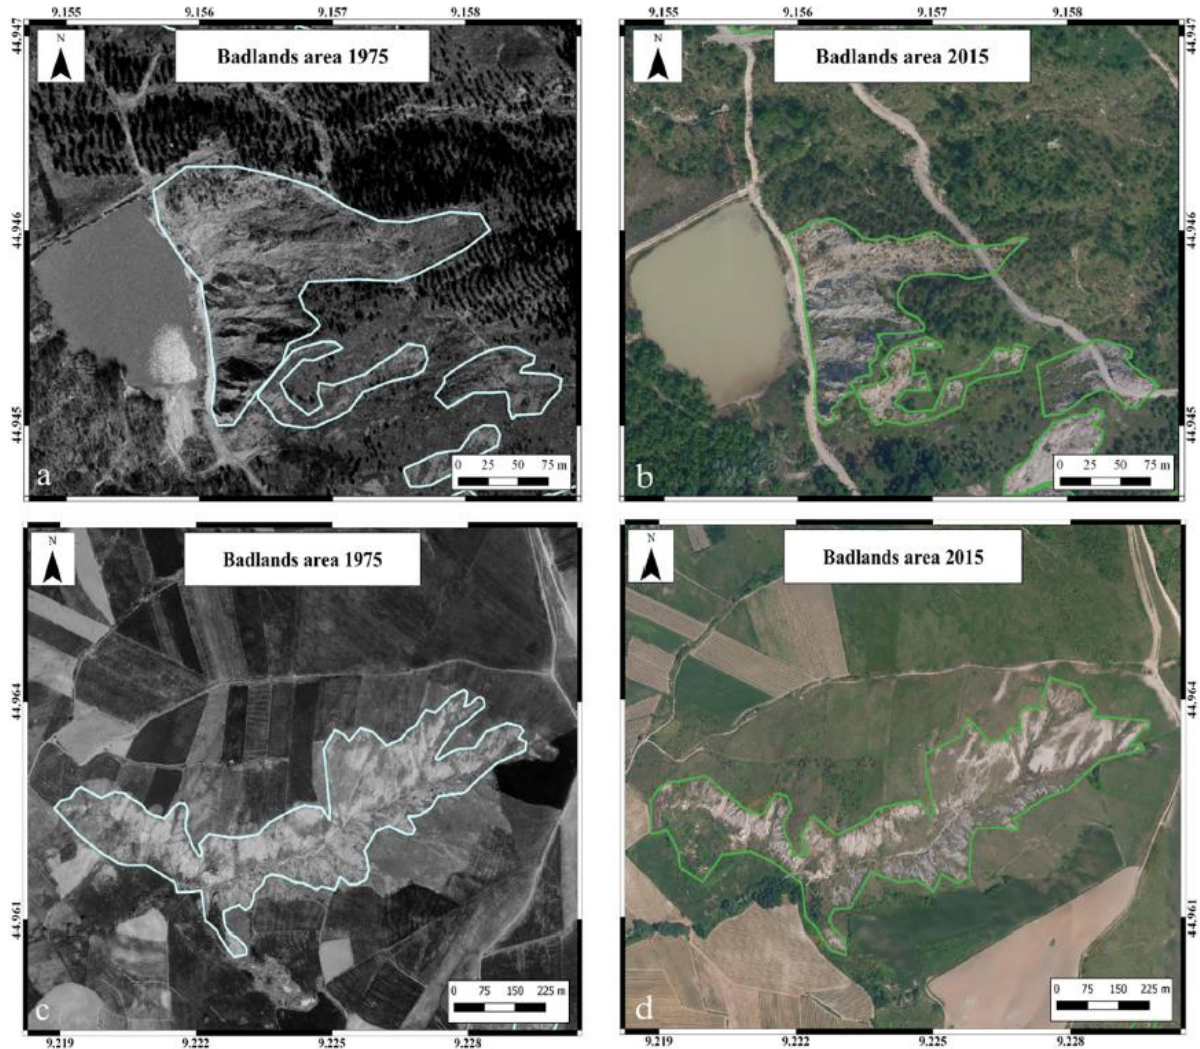 9.155 9.156 9.157 9.158
9.155 9.156 9.157 9.158
44.947
44.947
N
Badlands area 1975
N
Badlands area 2015
44.946
44.946
44.945
44.945
a
0 25 50 75 m
b
0 25 50 75 m
N
Badlands area 1975
N
Badlands area 2015
44.964
44.964
44.961
44.961
c
0 75 150 225 m
d
0 75 150 225 m
9.219 9.222 9.225 9.228
9.219 9.222 9.225 9.228